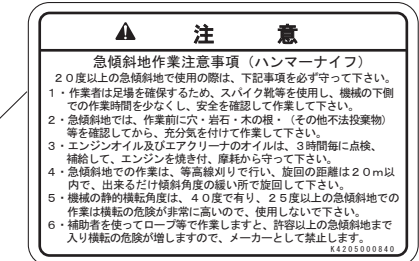 注　意
急傾斜地作業注意事項（ハンマーナイフ）
２０度以上の急傾斜地で使用の際は、下記事項を必ず守って下さい。
１・作業者は足場を確保するため、スパイク靴等を使用し、機械の下側
での作業時間を少なくし、安全を確認して作業して下さい。
２・急傾斜地では、作業前に穴・岩石・木の根・（その他不法投棄物）
等を確認してから、充分気を付けて作業して下さい。
３・エンジンオイル及びエアクリーナのオイルは、３時間毎に点検、
補給して、エンジンを焼き付、摩耗から守って下さい。
４・急傾斜地での作業は、等高線刈りで行い、旋回の距離は２０ｍ以
内で、出来るだけ傾斜角度の緩い所で旋回して下さい。
５・機械の静的横転角度は、４０度で有り、２５度以上の急傾斜地での
作業は横転の危険が非常に高いので、使用しないで下さい。
６・補助者を使ってロープ等で作業しますと、許容以上の急傾斜地まで
入り横転の危険が増しますので、メーカーとして禁止します。
K4205000840